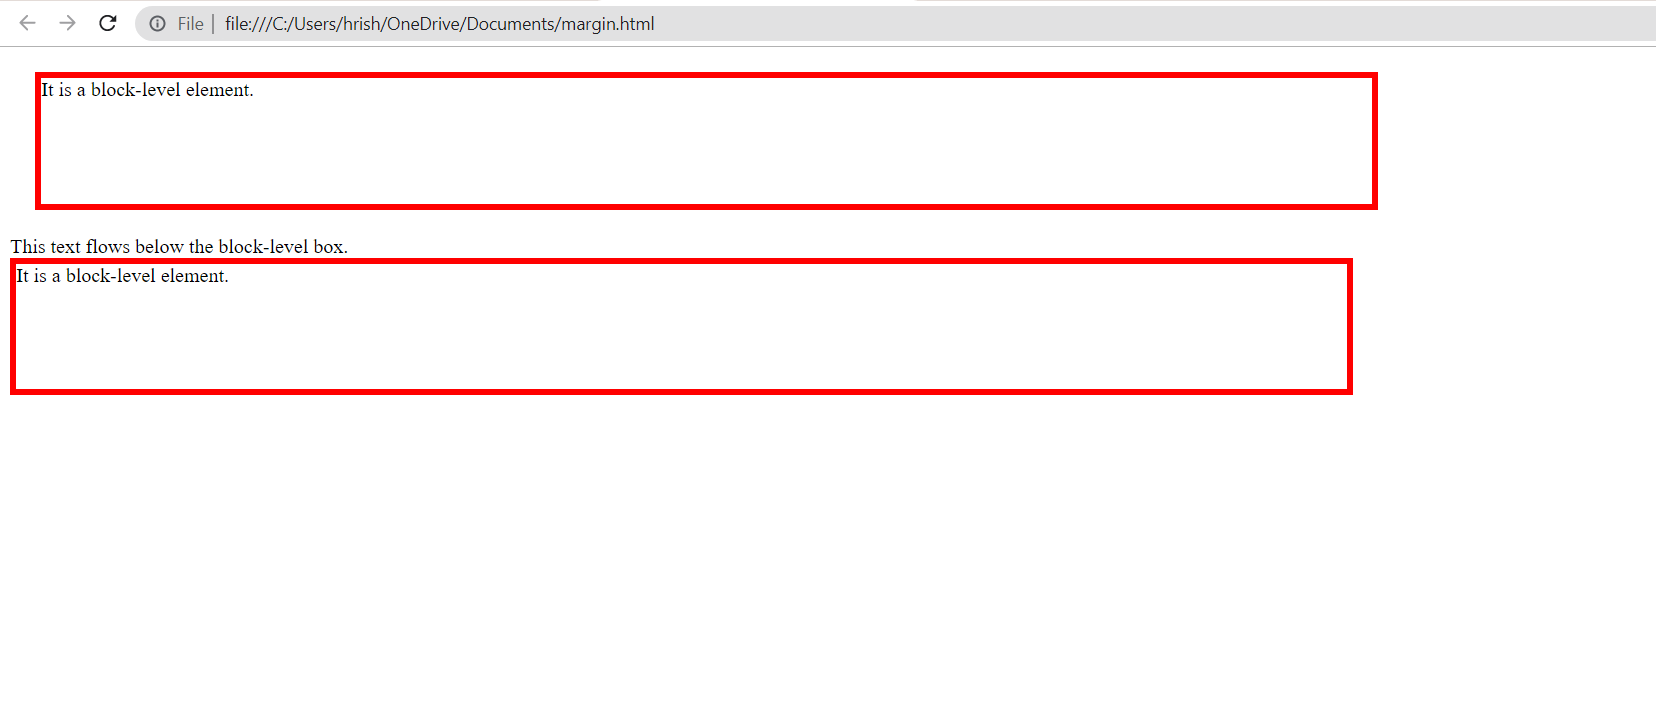 File | file:///C:/Users/hrish/OneDrive/Documents/margin.html
It is a block-level element.
This text flows below the block-level box.
It is a block-level element.